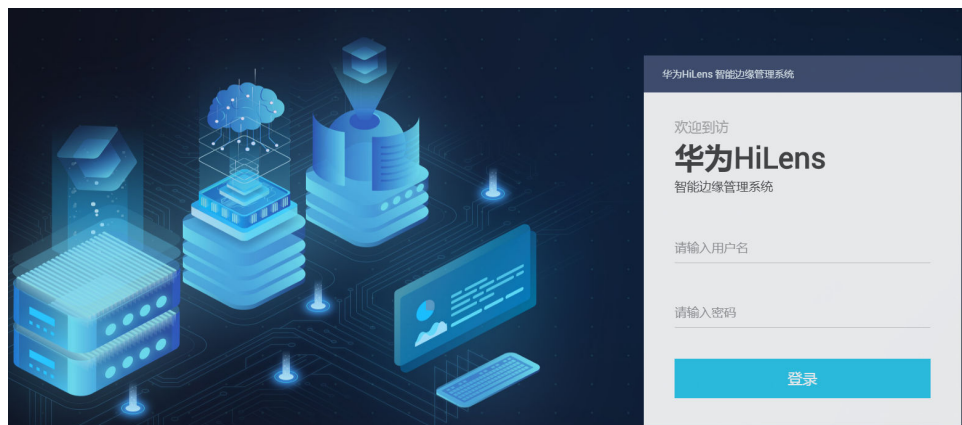 华为HiLens 智能边缘管理系统
欢迎到访
华为HiLens
智能边缘管理系统
请输入用户名
请输入密码
登录